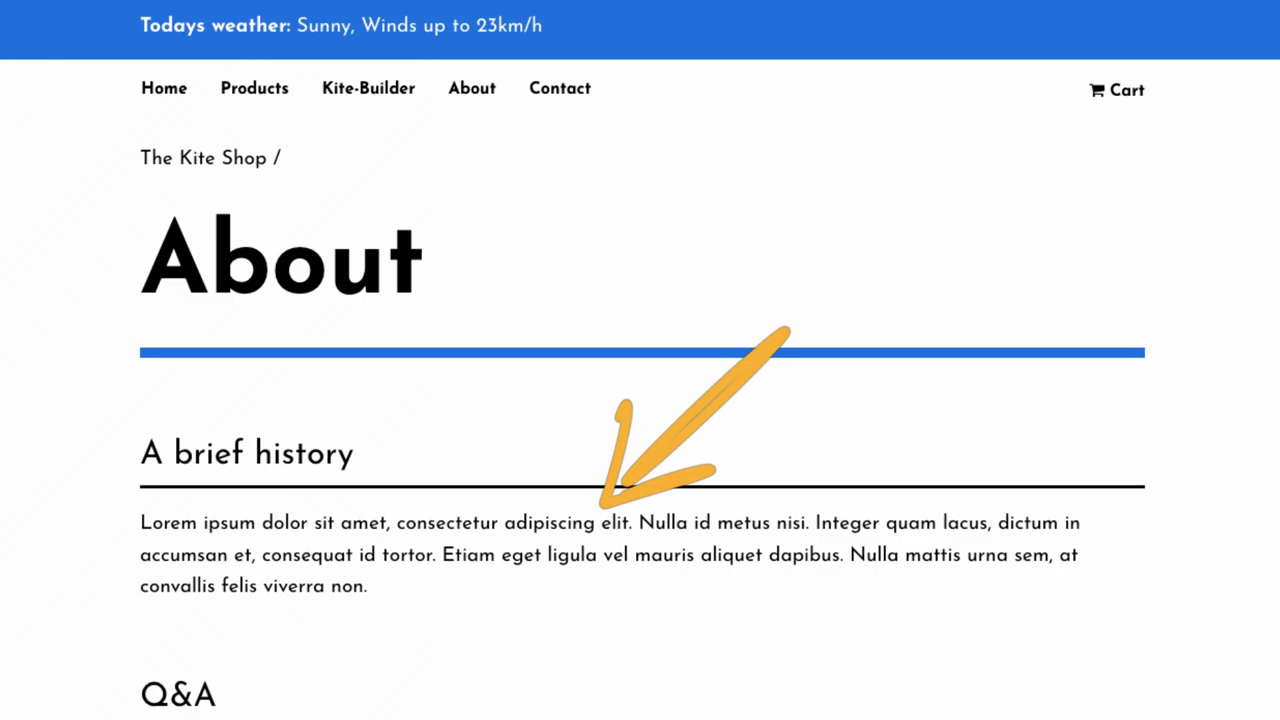 Todays weather: Sunny, Winds up to 23km/h
Home Products Kite-Builder About Contact Cart
The Kite Shop /
About
A brief history
Lorem ipsum dolor sit amet, consectetur adipiscing elit. Nulla id metus nisi. Integer quam lacus, dictum in
accumsan et, consequat id tortor. Etiam eget ligula vel mauris aliquet dapibus. Nulla mattis urna sem, at
convallis felis viverra non.
Q&A